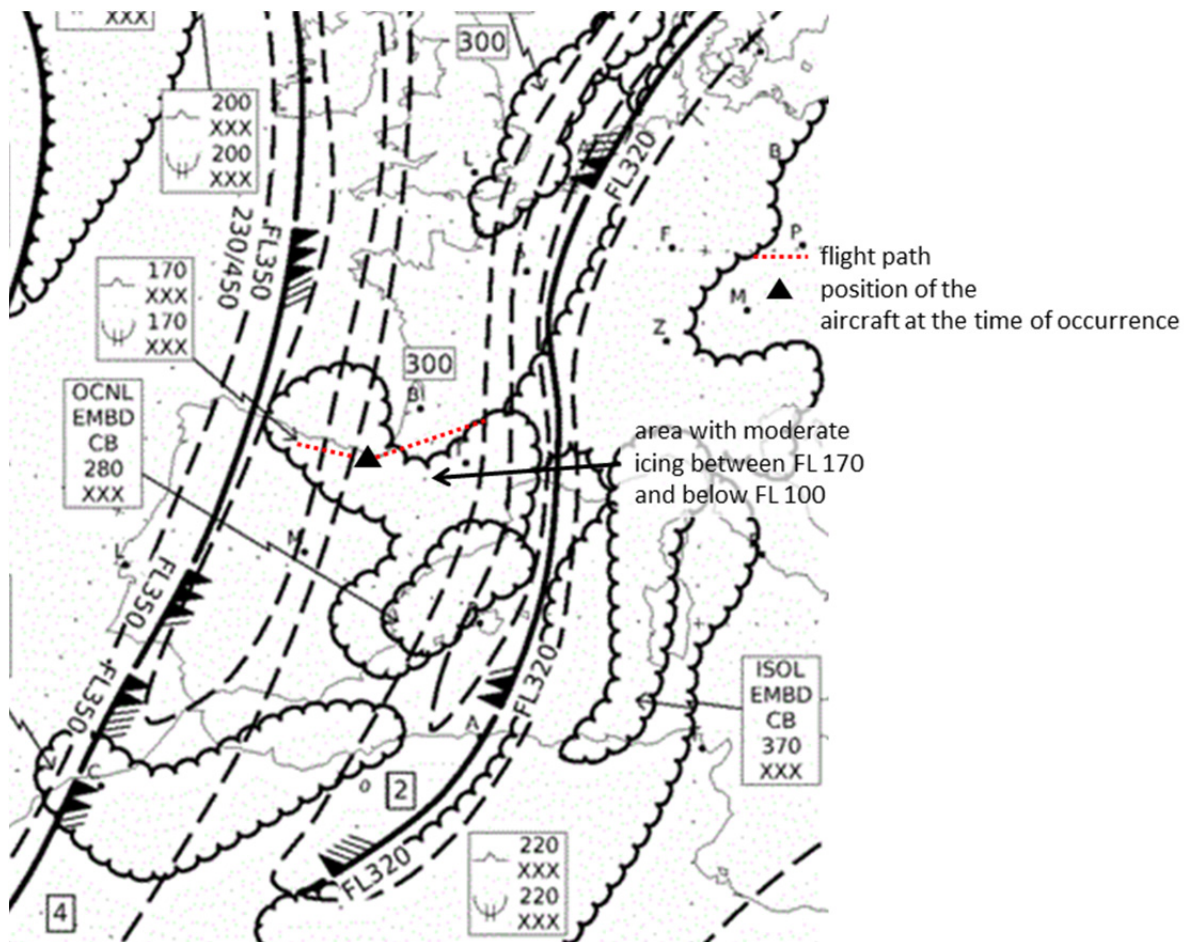 XXX
300
200
XXX
200
XXX
L
A
FL320
B
F
P
230/450
FL350
170
XXX
170
XXX
M
Z
flight path
position of the
aircraft at the time of occurrence
300
BI
OCNL
EMBD
CB
280
XXX
area with moderate
icing between FL 170
and below FL 100
M
L
FL350
FL320
FL350
A
ISOL
EMBD
CB
370
XXX
C
2
FL320
220
XXX
220
XXX
4